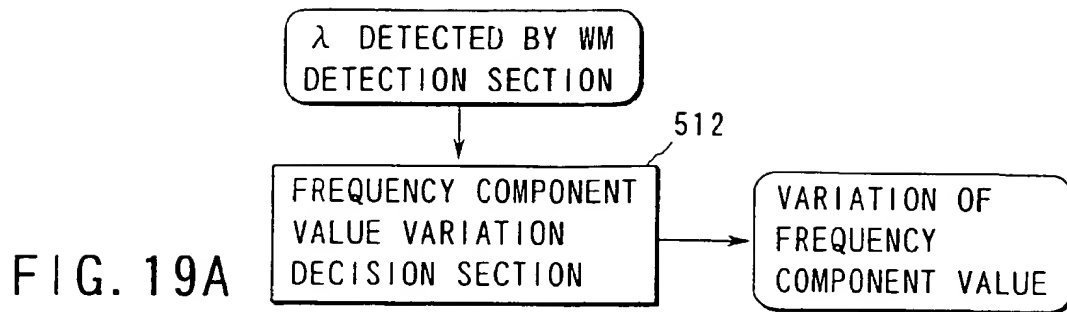 λ DETECTED BY WM
DETECTION SECTION
512
FREQUENCY COMPONENT
VALUE VARIATION
DECISION SECTION
VARIATION OF
FREQUENCY
COMPONENT VALUE
FIG. 19A